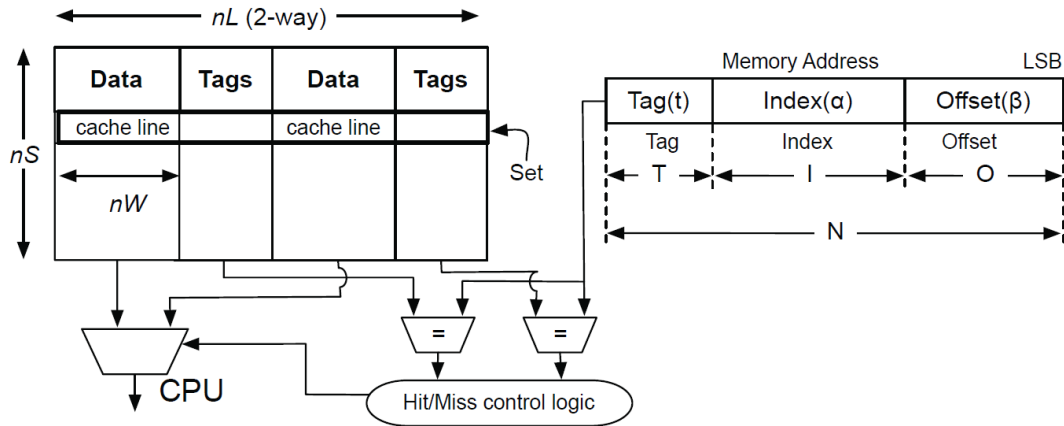 nL (2-way)
Data Tags Data Tags
cache line cache line
nS
nW
Set
Memory Address LSB
Tag(t) Index(α) Offset(β)
Tag Index Offset
T I O
N
= =
CPU
Hit/Miss control logic